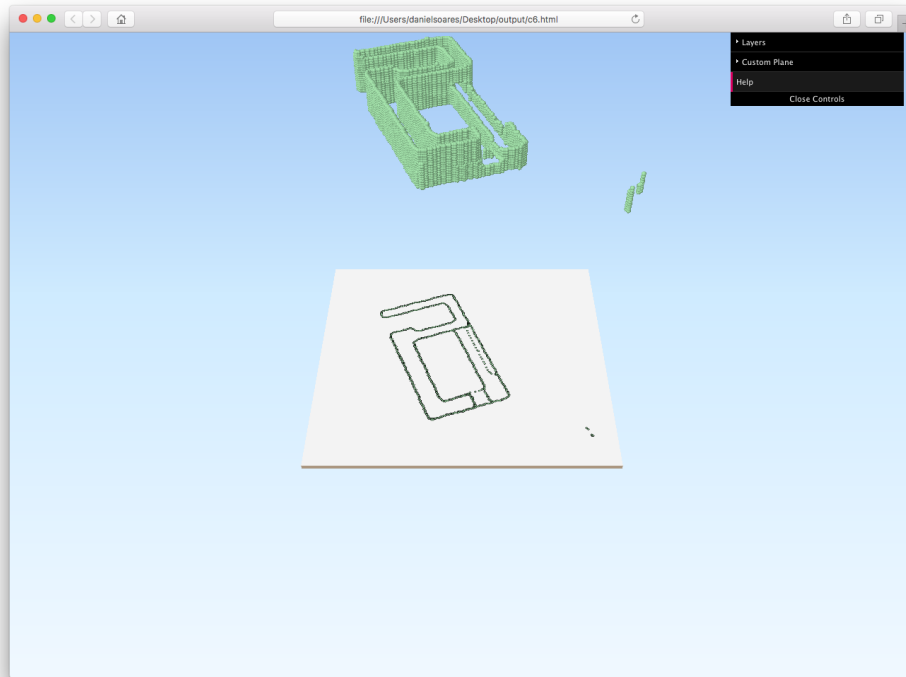 file:///Users/danielsoares/Desktop/output/c6.html
Layers
Custom Plane
Help
Close Controls